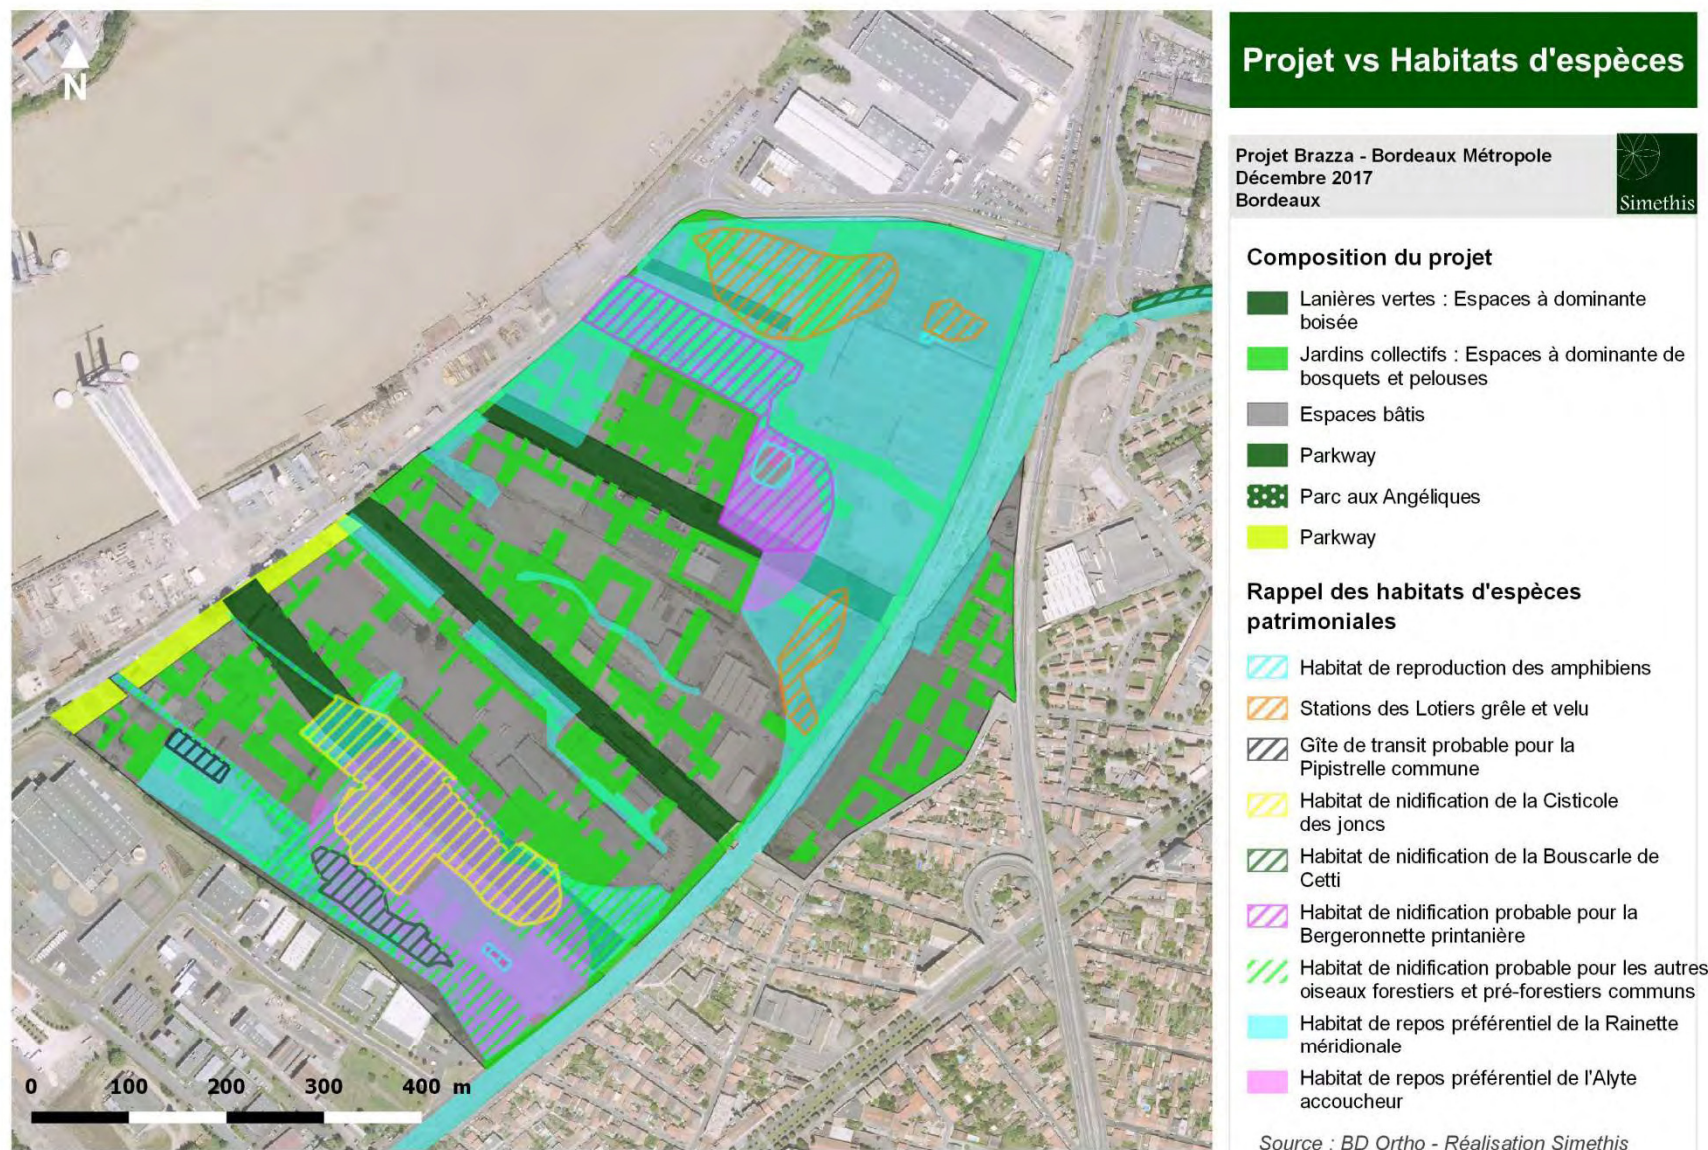 N
Projet vs Habitats d'espèces
Projet Brazza - Bordeaux Métropole
Décembre 2017
Bordeaux
Simethis
Composition du projet
Lanières vertes : Espaces à dominante
boisée
Jardins collectifs : Espaces à dominante de
bosquets et pelouses
Espaces bâtis
Parkway
Parc aux Angéliques
Parkway
Rappel des habitats d'espèces
patrimoniales
Habitat de reproduction des amphibiens
Stations des Lotiers grêle et velu
Gîte de transit probable pour la
Pipistrelle commune
Habitat de nidification de la Cisticole
des joncs
Habitat de nidification de la Bouscarle de
Cetti
Habitat de nidification probable pour la
Bergeronnette printanière
Habitat de nidification probable pour les autres
oiseaux forestiers et pré-forestiers communs
Habitat de repos préférentiel de la Rainette
méridionale
Habitat de repos préférentiel de l'Alyte
accoucheur
Source : BD Ortho - Réalisation Simethis
0 100 200 300 400 m